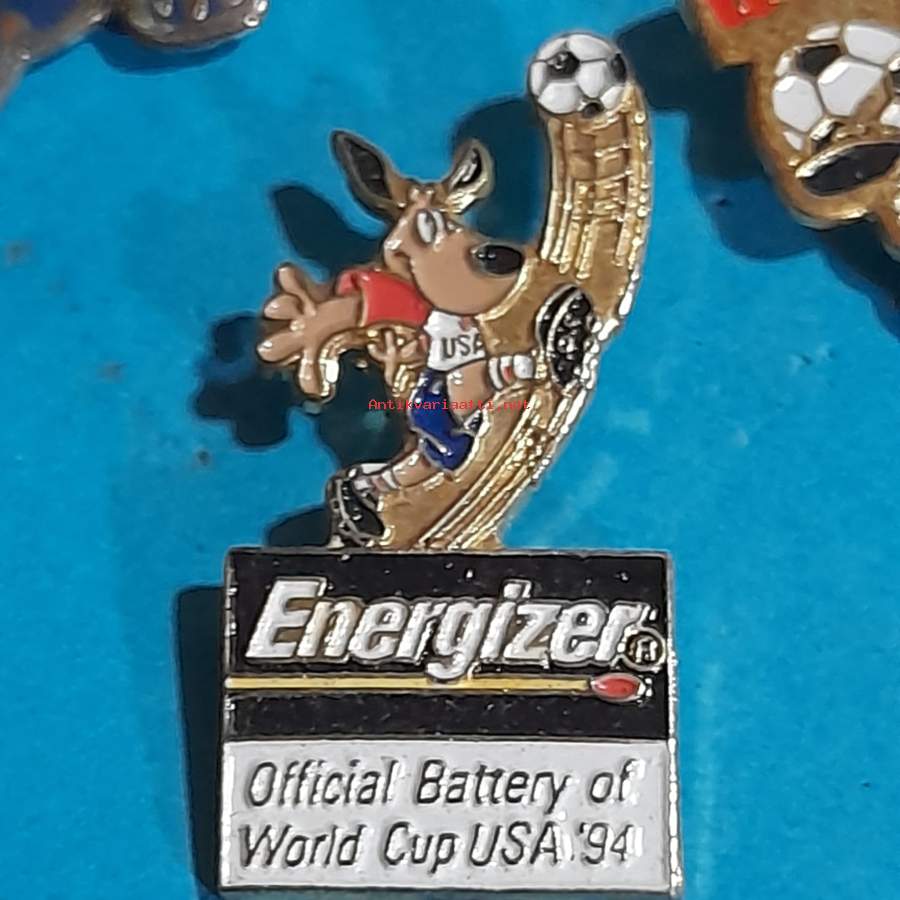 USA
Antikvariaatti.net
Energizer®
Official Battery of
World Cup USA '94